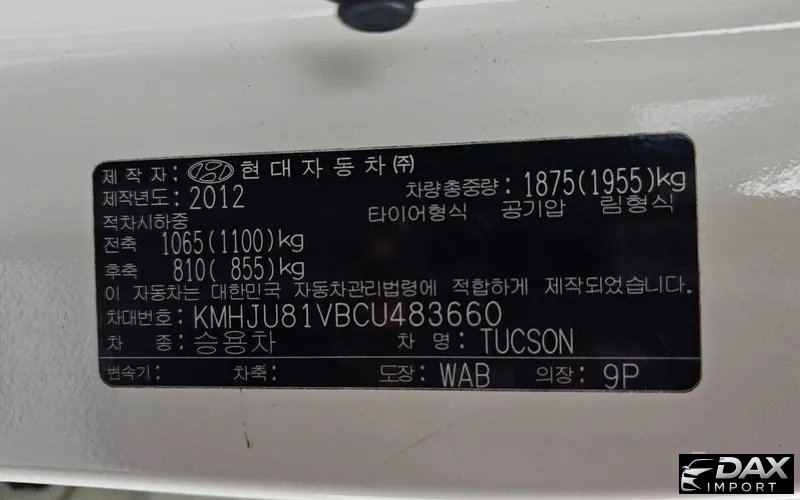 제작자: 현대자동차㈜
제작년도: 2012 차량총중량: 1875(1955)kg
적차시하중 타이어형식 공기압 림형식
전축 1065(1100)kg
후축 810( 855)kg
이 자동차는 대한민국 자동차관리법령에 적합하게 제작되었습니다.
차대번호: KMHJU81VBCU483660
차 종: 승용차 차 명: TUCSON
변속기: 차축: 도장: WAB 의장: 9P
DAX
IMPORT